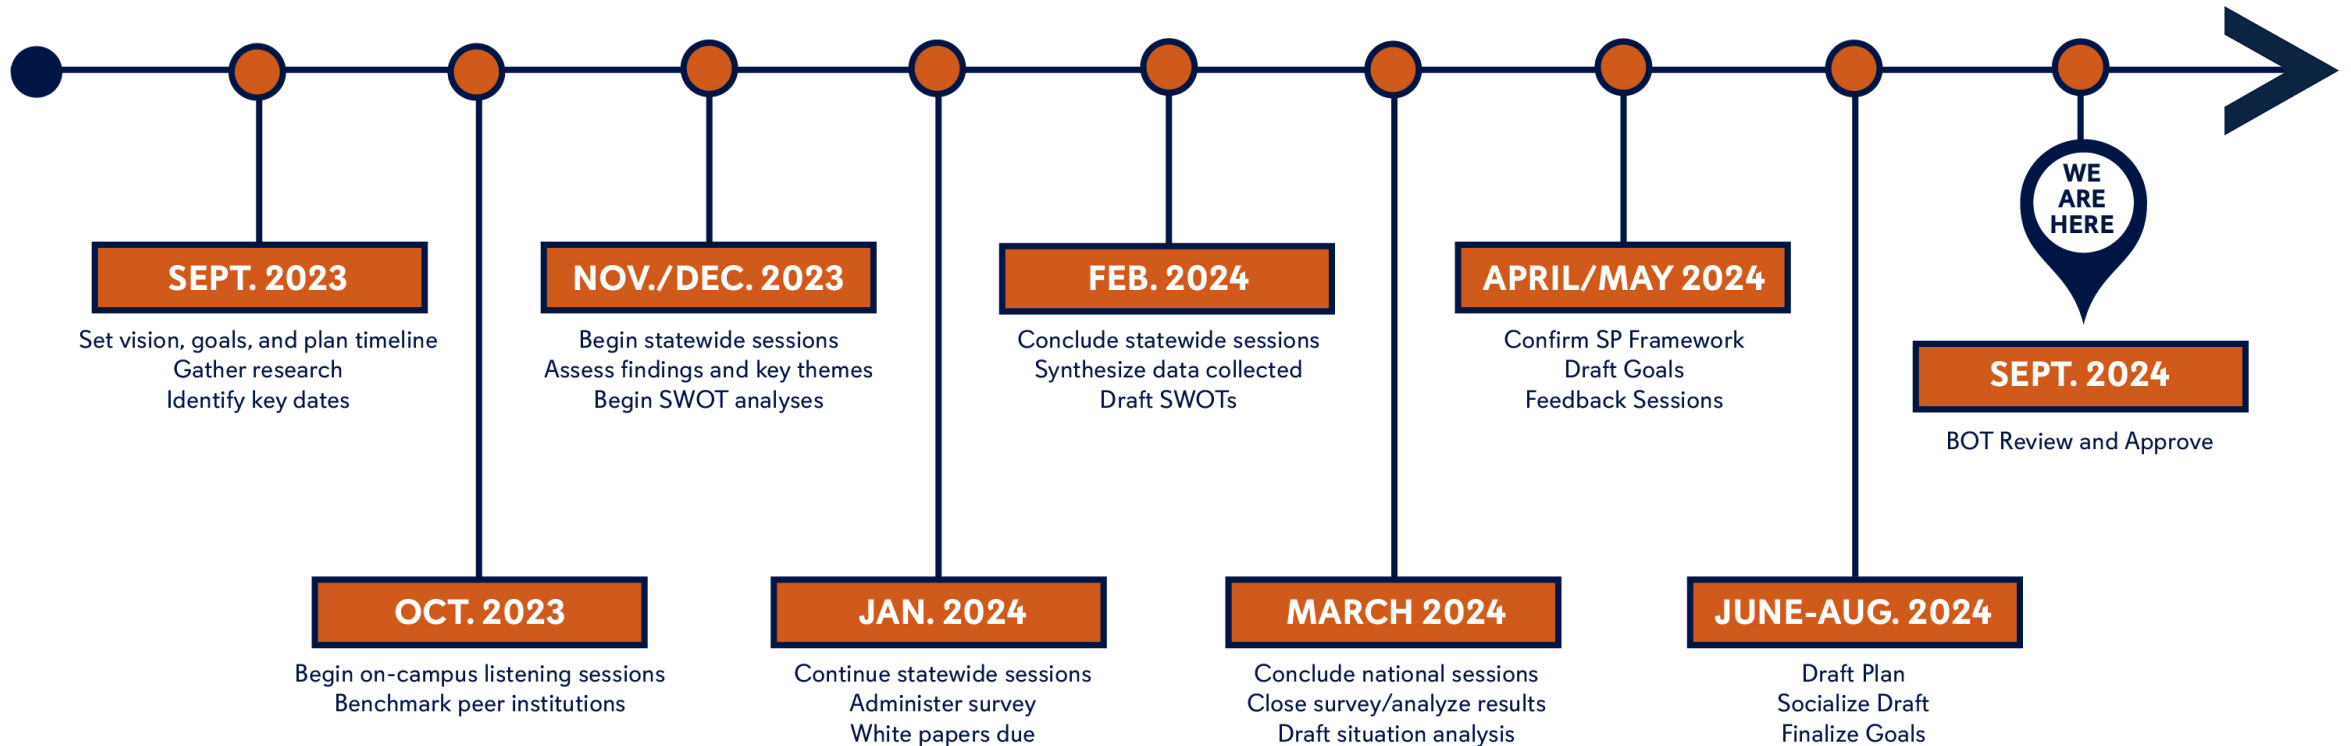 WE
ARE
HERE
SEPT. 2023
Set vision, goals, and plan timeline
Gather research
Identify key dates
OCT. 2023
Begin on-campus listening sessions
Benchmark peer institutions
NOV./DEC. 2023
Begin statewide sessions
Assess findings and key themes
Begin SWOT analyses
JAN. 2024
Continue statewide sessions
Administer survey
White papers due
FEB. 2024
Conclude statewide sessions
Synthesize data collected
Draft SWOTs
MARCH 2024
Conclude national sessions
Close survey/analyze results
Draft situation analysis
APRIL/MAY 2024
Confirm SP Framework
Draft Goals
Feedback Sessions
JUNE-AUG. 2024
Draft Plan
Socialize Draft
Finalize Goals
SEPT. 2024
BOT Review and Approve